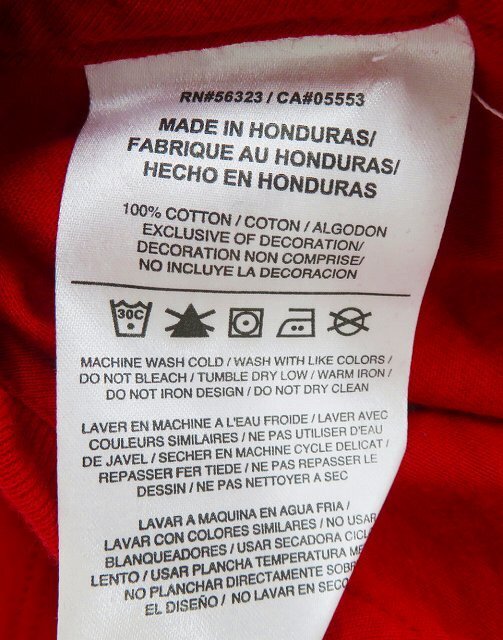 RN#56323 / CA#05553
MADE IN HONDURAS/
FABRIQUE AU HONDURAS/
HECHO EN HONDURAS
100% COTTON / COTON / ALGODON
EXCLUSIVE OF DECORATION/
DECORATION NON COMPRISE/
NO INCLUYE LA DECORACION
30C
MACHINE WASH COLD / WASH WITH LIKE COLORS /
DO NOT BLEACH / TUMBLE DRY LOW / WARM IRON /
DO NOT IRON DESIGN / DO NOT DRY CLEAN
LAVER EN MACHINE A L'EAU FROIDE / LAVER AVEC
COULEURS SIMILAIRES / NE PAS UTILISER D'EAU
DE JAVEL / SECHER EN MACHINE CYCLE DELICAT /
REPASSER FER TIEDE / NE PAS REPASSER LE
DESSIN / NE PAS NETTOYER A SEC
LAVAR A MAQUINA EN AGUA FRIA /
LAVAR CON COLORES SIMILARES / NO USAR
BLANQUEADORES / USAR SECADORA CICL
LENTO / USAR PLANCHA TEMPERATURA ME
NO PLANCHAR DIRECTAMENTE SOBR
EL DISEÑO / NO LAVAR EN SECO